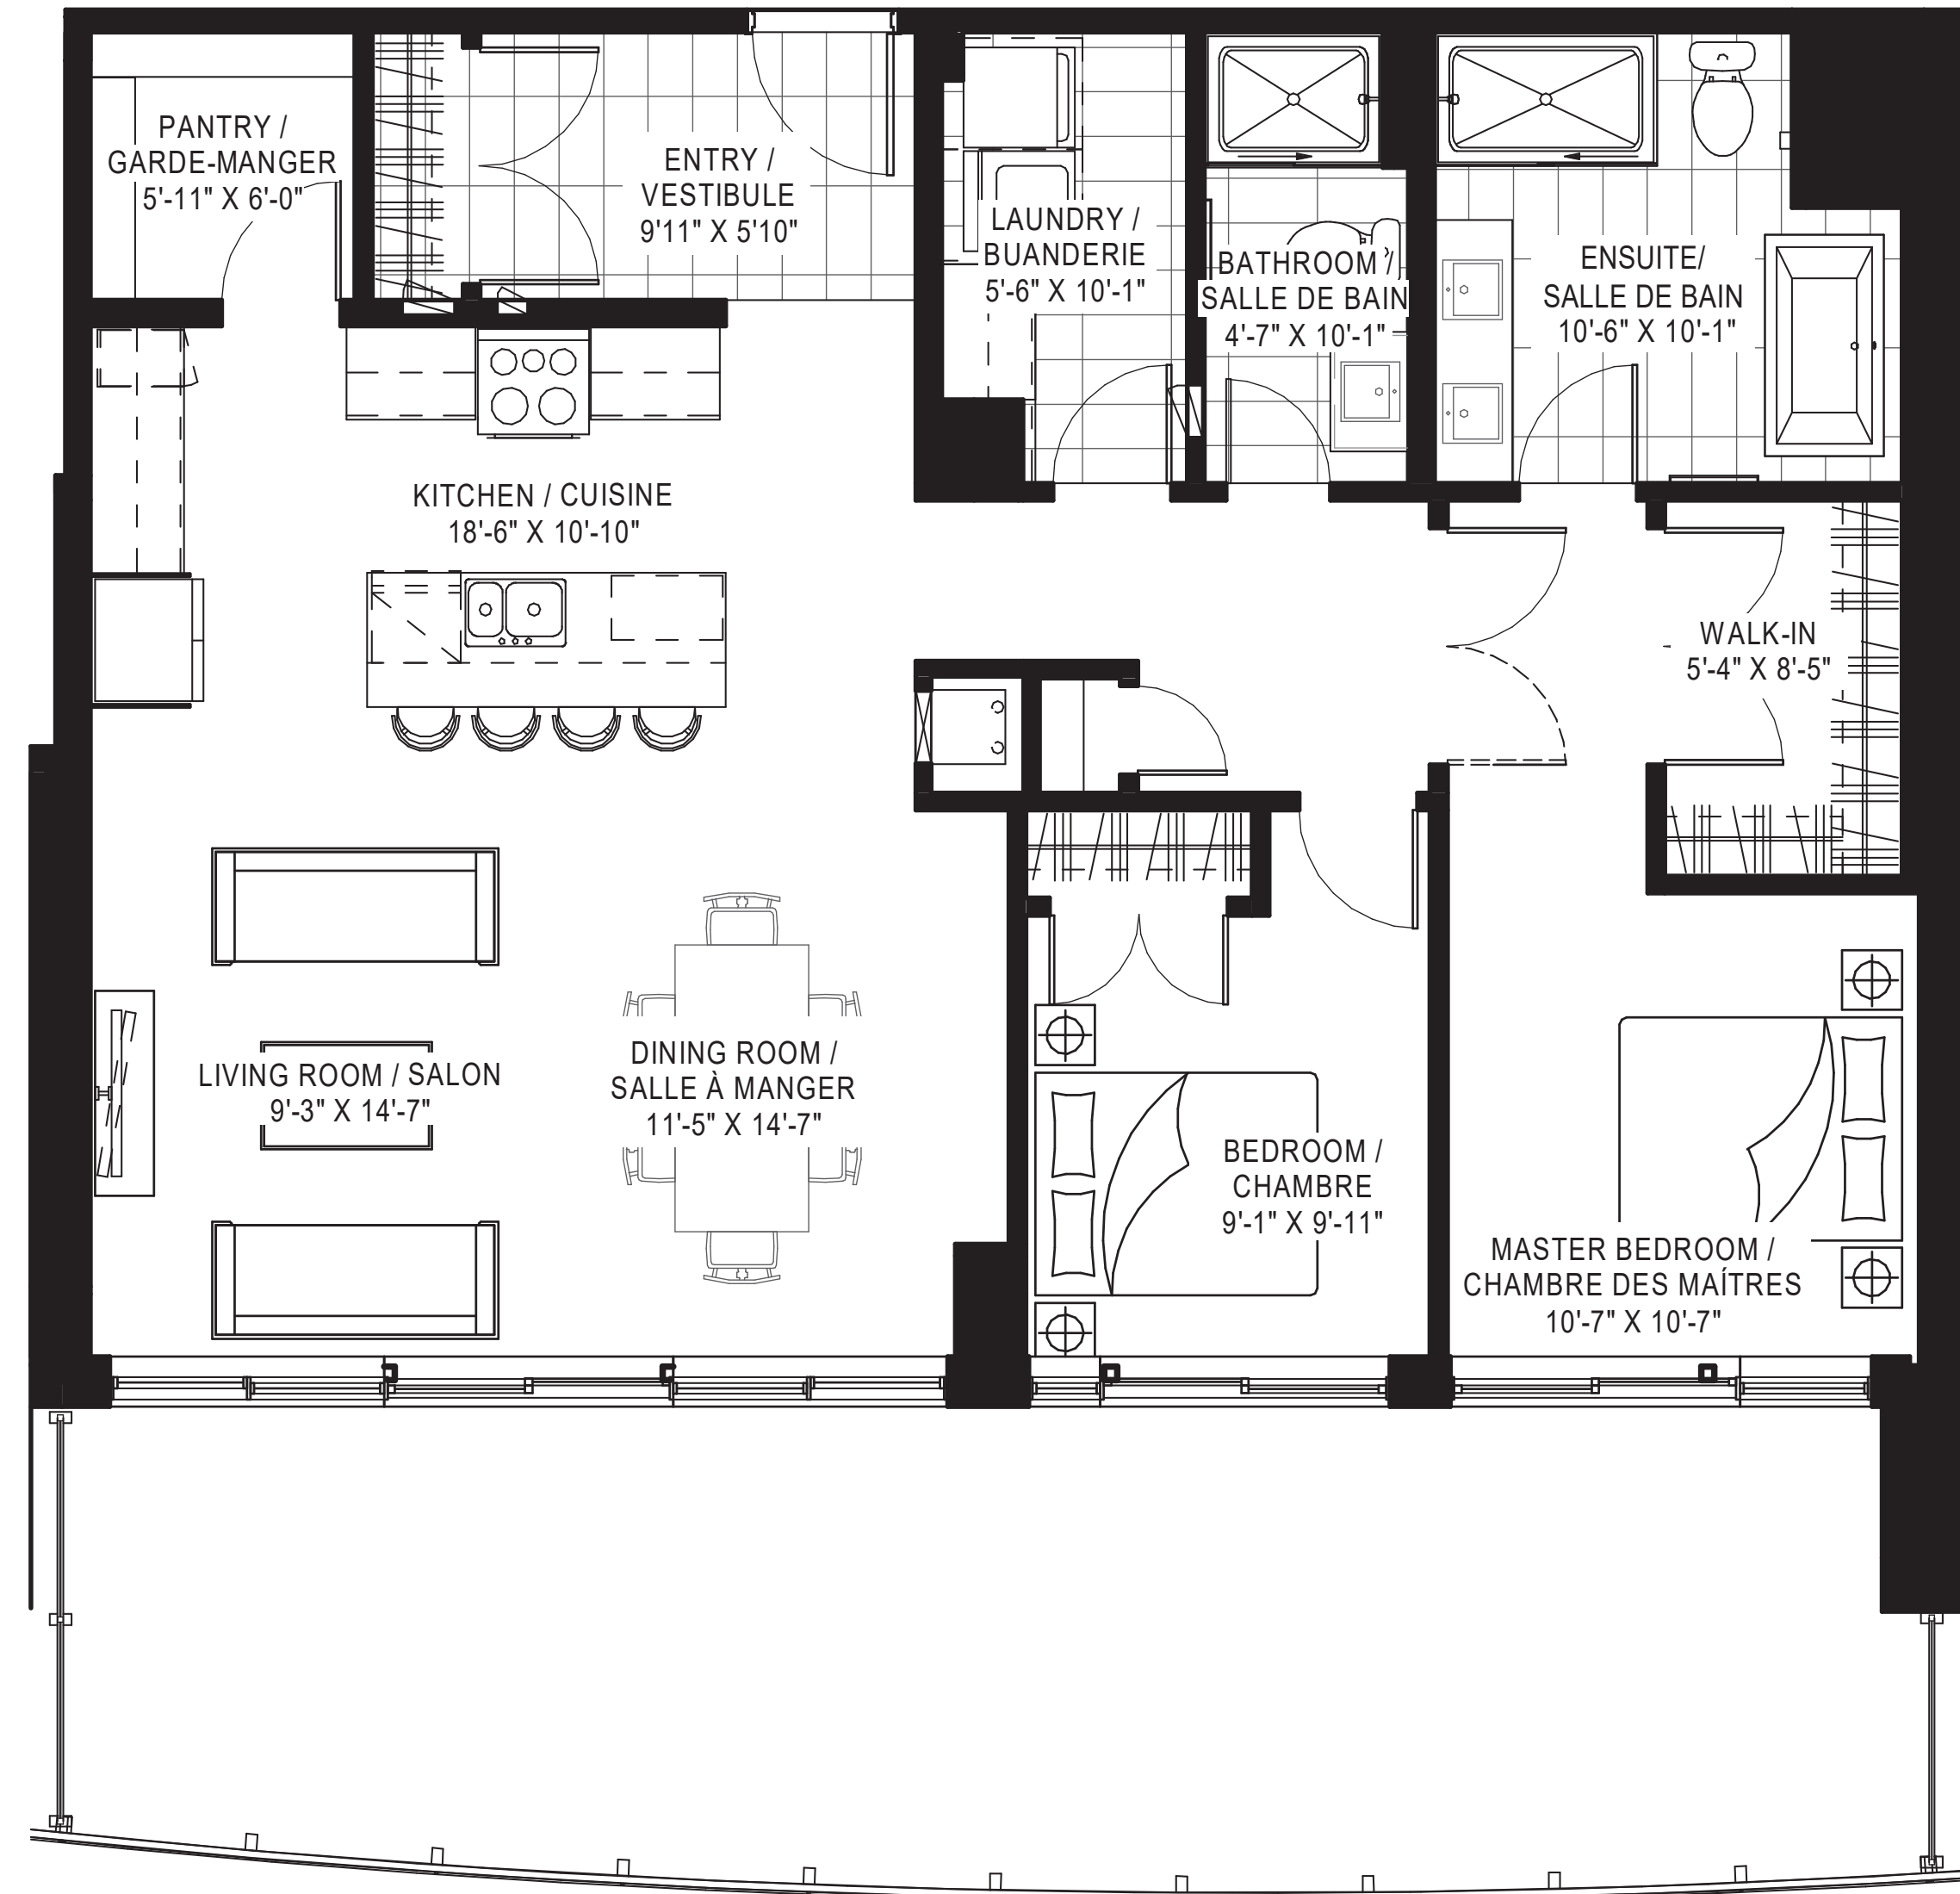 PANTRY /
GARDE-MANGER
5'-11" X 6'-0"
ENTRY /
VESTIBULE
9'11" X 5'10"
LAUNDRY /
BUANDERIE
5'-6" X 10'-1"
BATHROOM /
SALLE DE BAIN
4'-7" X 10'-1"
ENSUITE/
SALLE DE BAIN
10'-6" X 10'-1"
KITCHEN / CUISINE
18'-6" X 10'-10"
WALK-IN
5'-4" X 8'-5"
LIVING ROOM / SALON
9'-3" X 14'-7"
DINING ROOM /
SALLE À MANGER
11'-5" X 14'-7"
BEDROOM /
CHAMBRE
9'-1" X 9'-11"
MASTER BEDROOM /
CHAMBRE DES MAÍTRES
10'-7" X 10'-7"